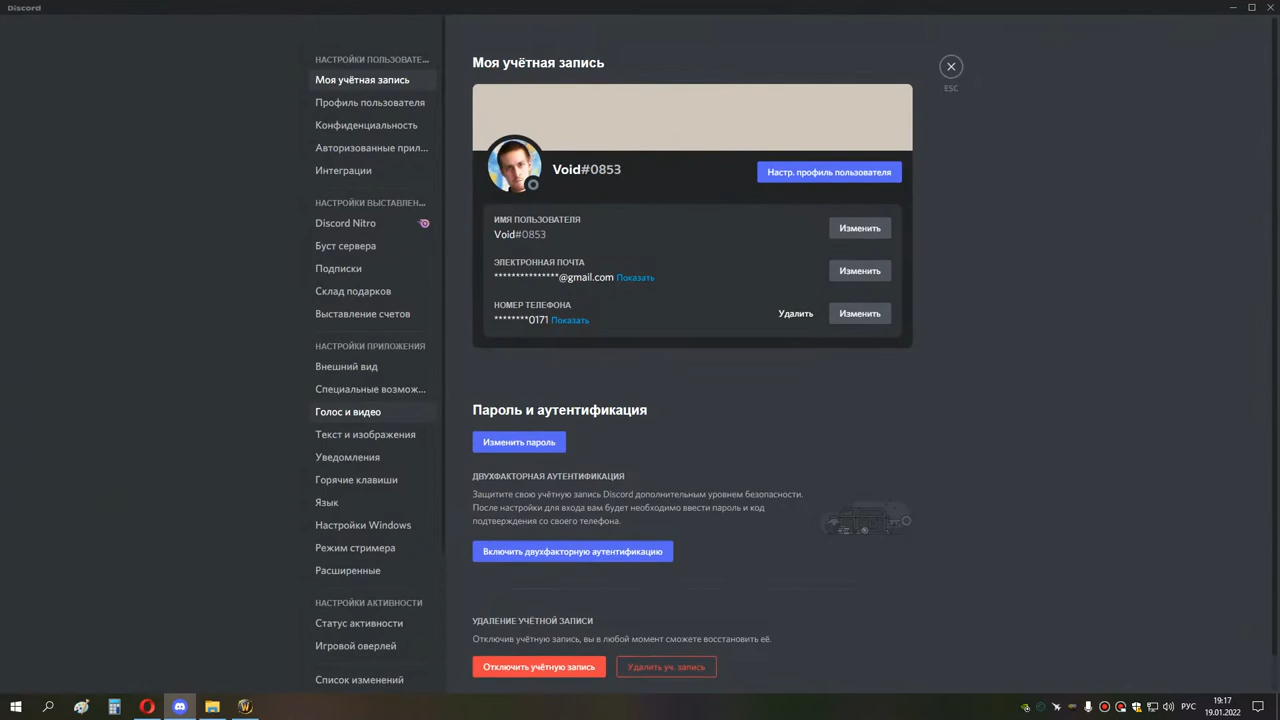 Discord
НАСТРОЙКИ ПОЛЬЗОВАТЕ...
Моя учётная запись
Профиль пользователя
Конфиденциальность
Авторизованные прил...
Интеграции
НАСТРОЙКИ ВЫСТАВЛЕН...
Discord Nitro
Буст сервера
Подписки
Склад подарков
Выставление счетов
НАСТРОЙКИ ПРИЛОЖЕНИЯ
Внешний вид
Специальные возмож...
Голос и видео
Текст и изображения
Уведомления
Горячие клавиши
Язык
Настройки Windows
Режим стримера
Расширенные
НАСТРОЙКИ АКТИВНОСТИ
Статус активности
Игровой оверлей
Список изменений
Моя учётная запись
ESC
Void#0853
Настр. профиль пользователя
ИМЯ ПОЛЬЗОВАТЕЛЯ
Void#0853
Изменить
ЭЛЕКТРОННАЯ ПОЧТА
***************@gmail.com Показать
Изменить
НОМЕР ТЕЛЕФОНА
********0171 Показать
Удалить
Изменить
Пароль и аутентификация
Изменить пароль
ДВУХФАКТОРНАЯ АУТЕНТИФИКАЦИЯ
Защитите свою учётную запись Discord дополнительным уровнем безопасности.
После настройки для входа вам будет необходимо ввести пароль и код
подтверждения со своего телефона.
Включить двухфакторную аутентификацию
УДАЛЕНИЕ УЧЁТНОЙ ЗАПИСИ
Отключив учётную запись, вы в любой момент сможете восстановить её.
Отключить учётную запись
Удалить уч. запись
РУС
19:17
19.01.2022